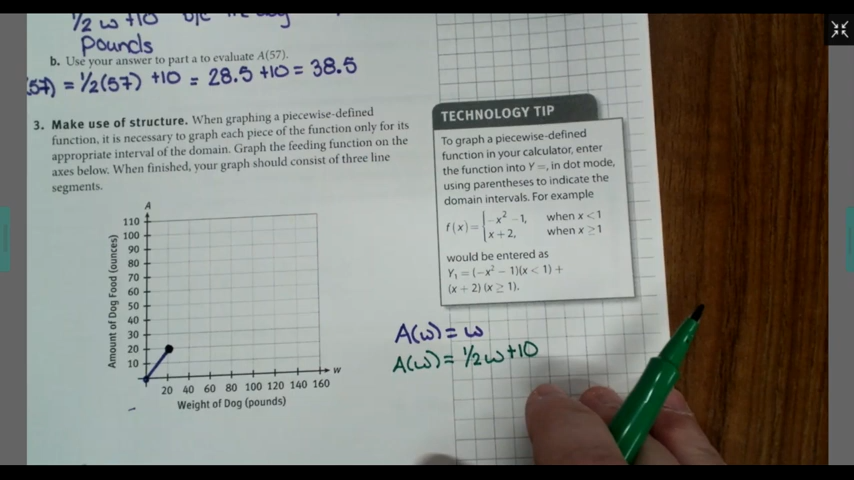 1/2 w +10
pounds
b. Use your answer to part a to evaluate A(57).
(57) = 1/2(57) +10 = 28.5 +10 = 38.5
3. Make use of structure. When graphing a piecewise-defined
function, it is necessary to graph each piece of the function only for its
appropriate interval of the domain. Graph the feeding function on the
axes below. When finished, your graph should consist of three line
segments.
TECHNOLOGY TIP
To graph a piecewise-defined
function in your calculator, enter
the function into Y =, in dot mode,
using parentheses to indicate the
domain intervals. For example
f(x) = { -x² -1, when x < 1
x + 2, when x ≥ 1
would be entered as
Y₁ = (-x² - 1)(x < 1) +
(x + 2) (x ≥ 1).
A
110
100
90
80
70
60
50
40
30
20
10
Amount of Dog Food (ounces)
w
20 40 60 80 100 120 140 160
Weight of Dog (pounds)
A(w) = w
A(w) = 1/2 w +10